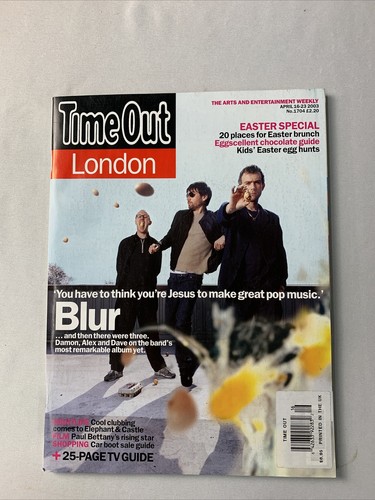 Time Out
London
THE ARTS AND ENTERTAINMENT WEEKLY
APRIL 16-23 2003
No.1704 £2.20
EASTER SPECIAL
20 places for Easter brunch
Eggscellent chocolate guide
Kids' Easter egg hunts
'You have to think you're Jesus to make great pop music.'
Blur
... and then there were three.
Damon, Alex and Dave on the band's
most remarkable album yet.
Cool clubbing
comes to Elephant & Castle
FILM Paul Bettany's rising star
SHOPPING Car boot sale guide
+ 25-PAGE TV GUIDE
TIME OUT
PRINTED IN THE UK